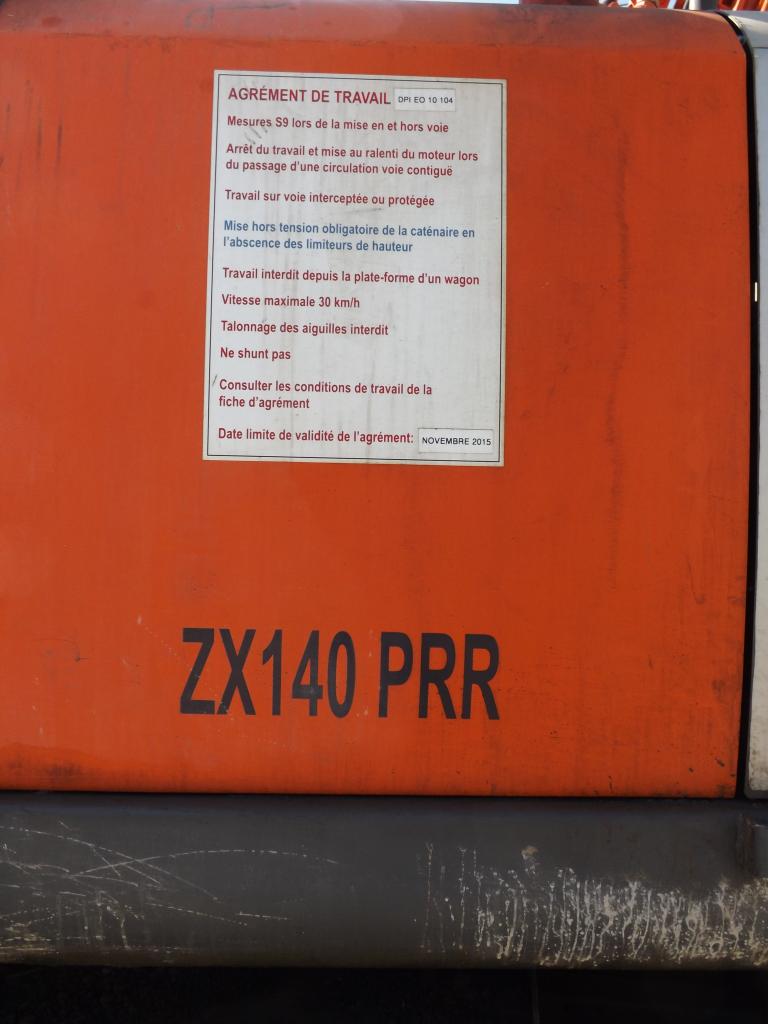 AGRÉMENT DE TRAVAIL DPI EO 10 104
Mesures S9 lors de la mise en et hors voie
Arrêt du travail et mise au ralenti du moteur lors
du passage d'une circulation voie contiguë
Travail sur voie interceptée ou protégée
Mise hors tension obligatoire de la caténaire en
l'abscence des limiteurs de hauteur
Travail interdit depuis la plate-forme d'un wagon
Vitesse maximale 30 km/h
Talonnage des aiguilles interdit
Ne shunt pas
Consulter les conditions de travail de la
fiche d'agrément
Date limite de validité de l'agrément: NOVEMBRE 2015
ZX140 PRR